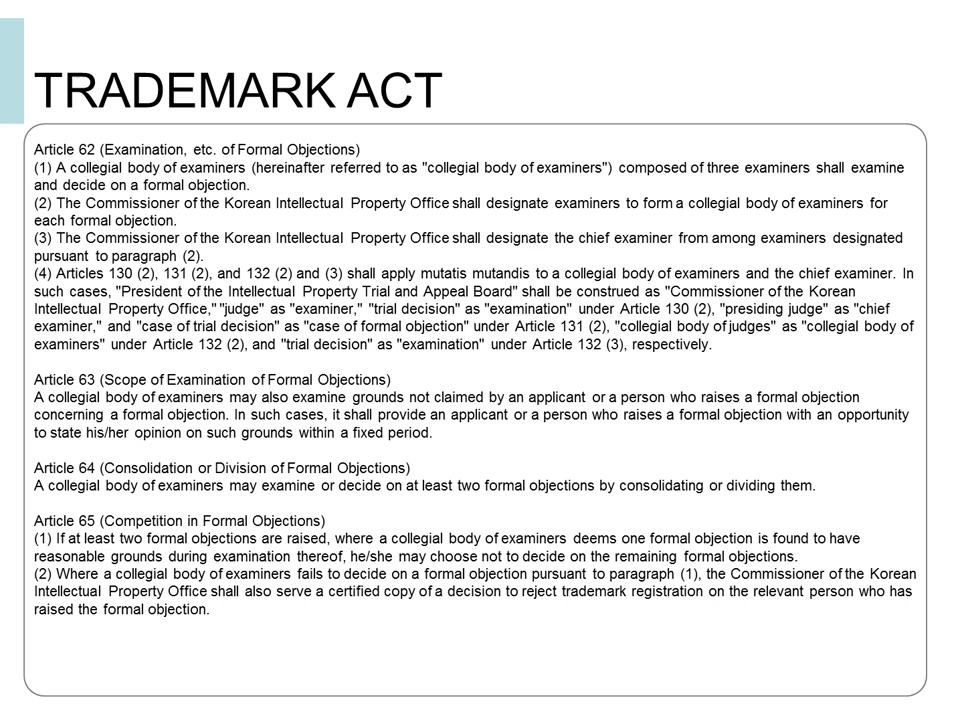 TRADEMARK ACT
Article 62 (Examination, etc. of Formal Objections)
(1) A collegial body of examiners (hereinafter referred to as "collegial body of examiners") composed of three examiners shall examine
and decide on a formal objection.
(2) The Commissioner of the Korean Intellectual Property Office shall designate examiners to form a collegial body of examiners for
each formal objection.
(3) The Commissioner of the Korean Intellectual Property Office shall designate the chief examiner from among examiners designated
pursuant to paragraph (2).
(4) Articles 130 (2), 131 (2), and 132 (2) and (3) shall apply mutatis mutandis to a collegial body of examiners and the chief examiner. In
such cases, "President of the Intellectual Property Trial and Appeal Board" shall be construed as "Commissioner of the Korean
Intellectual Property Office," "judge" as "examiner," "trial decision" as "examination" under Article 130 (2), "presiding judge" as "chief
examiner," and "case of trial decision" as "case of formal objection" under Article 131 (2), "collegial body of judges" as "collegial body of
examiners" under Article 132 (2), and "trial decision" as "examination" under Article 132 (3), respectively.
Article 63 (Scope of Examination of Formal Objections)
A collegial body of examiners may also examine grounds not claimed by an applicant or a person who raises a formal objection
concerning a formal objection. In such cases, it shall provide an applicant or a person who raises a formal objection with an opportunity
to state his/her opinion on such grounds within a fixed period.
Article 64 (Consolidation or Division of Formal Objections)
A collegial body of examiners may examine or decide on at least two formal objections by consolidating or dividing them.
Article 65 (Competition in Formal Objections)
(1) If at least two formal objections are raised, where a collegial body of examiners deems one formal objection is found to have
reasonable grounds during examination thereof, he/she may choose not to decide on the remaining formal objections.
(2) Where a collegial body of examiners fails to decide on a formal objection pursuant to paragraph (1), the Commissioner of the Korean
Intellectual Property Office shall also serve a certified copy of a decision to reject trademark registration on the relevant person who has
raised the formal objection.